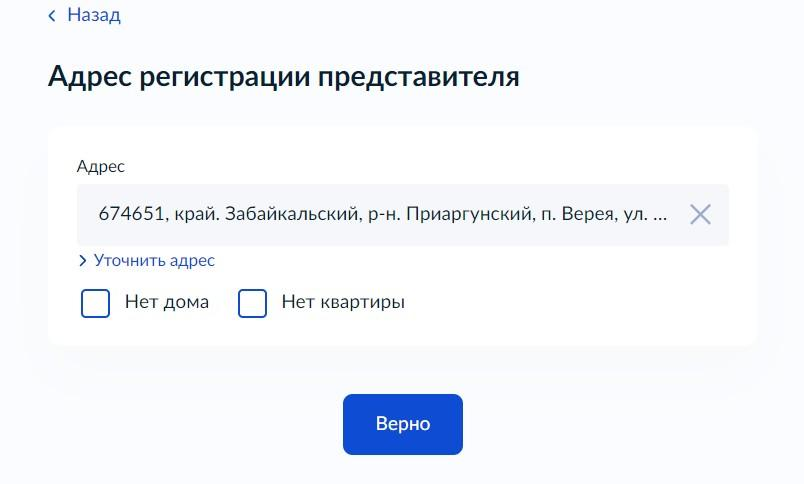 Назад
Адрес регистрации представителя
Адрес
674651, край. Забайкальский, р-н. Приаргунский, п. Верея, ул. ...
Уточнить адрес
Нет дома Нет квартиры
Верно